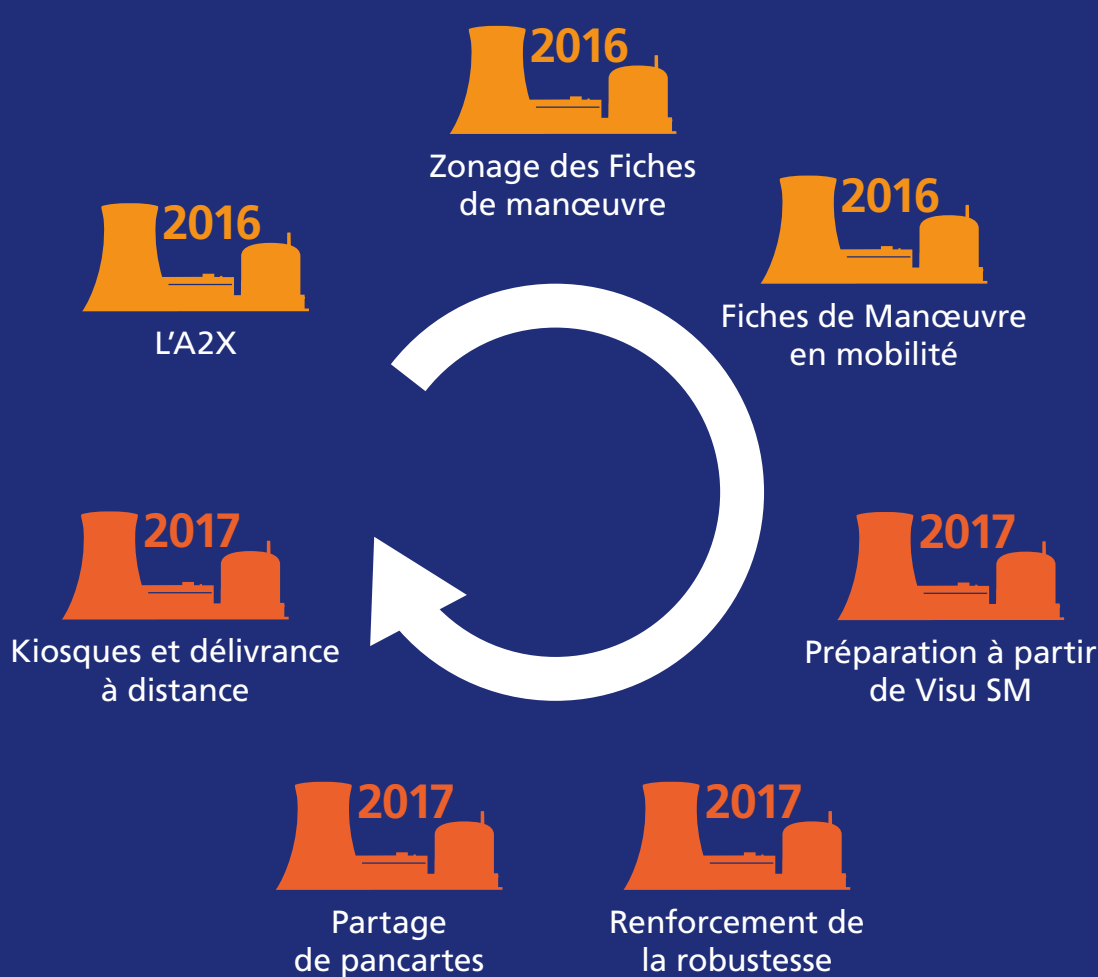 2016
Zonage des Fiches
de manœuvre
2016
Fiches de Manœuvre
en mobilité
2016
L'A2X
2017
Kiosques et délivrance
à distance
2017
Préparation à partir
de Visu SM
2017
Partage
de pancartes
2017
Renforcement de
la robustesse